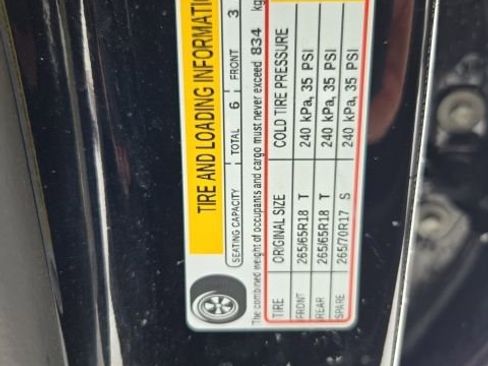 TIRE AND LOADING INFORMATI
SEATING CAPACITY TOTAL 6 FRONT 3
The combined weight of occupants and cargo must never exceed 834 kg
TIRE ORIGINAL SIZE COLD TIRE PRESSURE
FRONT 265/65R18 T 240 kPa, 35 PSI
REAR 265/65R18 T 240 kPa, 35 PSI
SPARE 265/70R17 S 240 kPa, 35 PSI